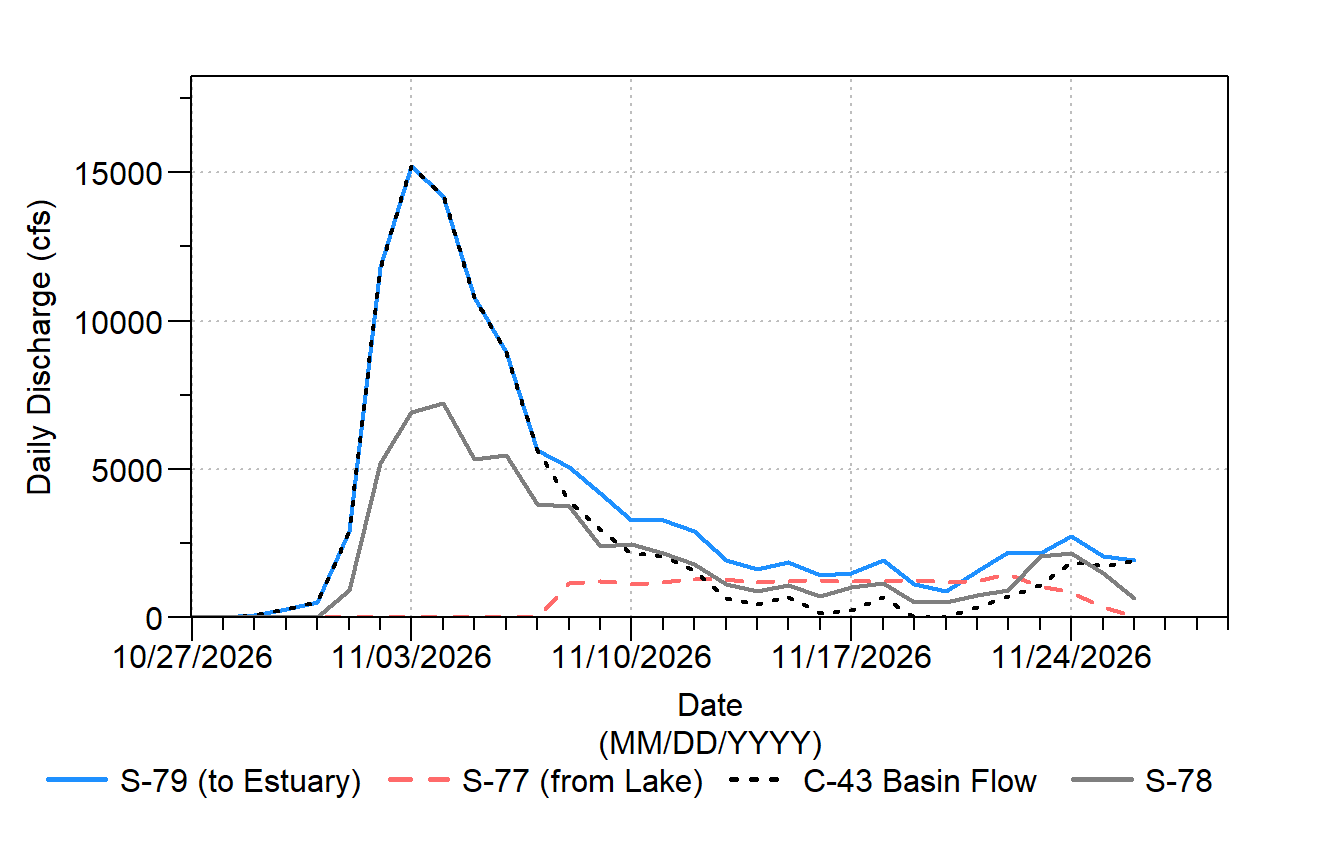 Daily Discharge (cfs)
15000
10000
5000
0
10/27/2026 11/03/2026 11/10/2026 11/17/2026 11/24/2026
Date
(MM/DD/YYYY)
S-79 (to Estuary) S-77 (from Lake) C-43 Basin Flow S-78